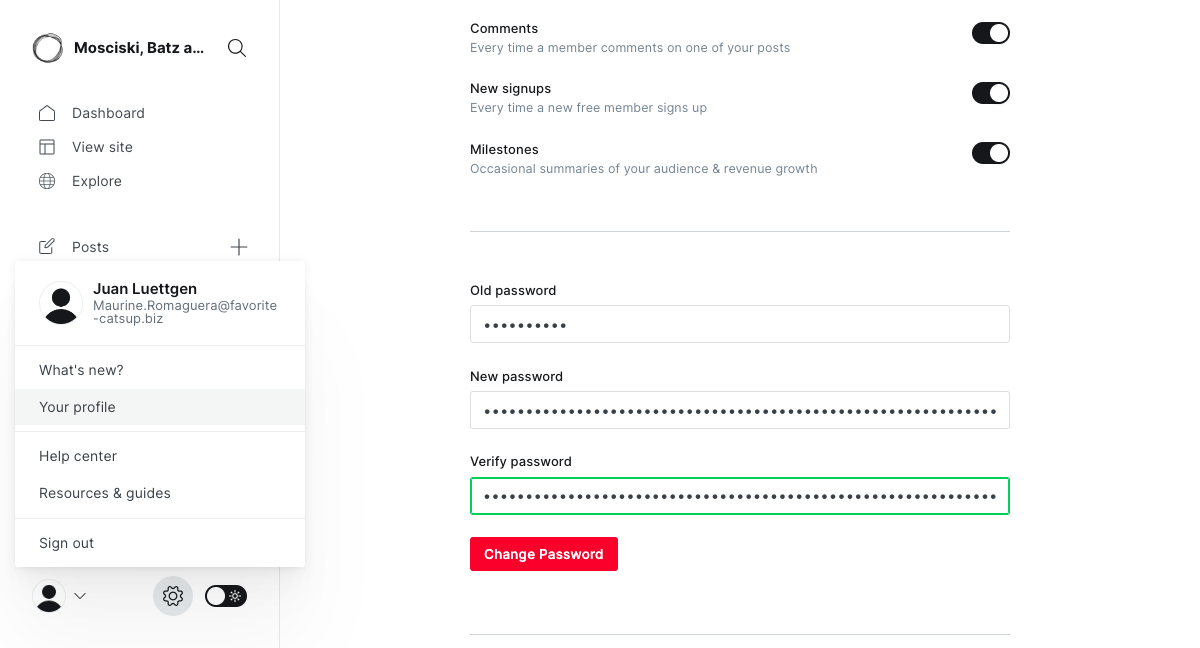 Mosciski, Batz a...
Dashboard
View site
Explore
Posts
Juan Luettgen
Maurine.Romaguera@favorite
-catsup.biz
What's new?
Your profile
Help center
Resources & guides
Sign out
Comments
Every time a member comments on one of your posts
New signups
Every time a new free member signs up
Milestones
Occasional summaries of your audience & revenue growth
Old password
New password
Verify password
Change Password